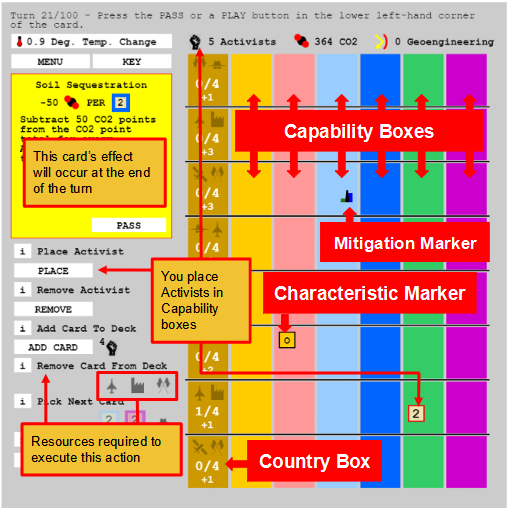 Turn 21/100 - Press the PASS or a PLAY button in the lower left-hand corner
of the card.
0.9 Deg. Temp. Change
5 Activists
364 CO2
0 Geoengineering
MENU
KEY
Soil Sequestration
-50 PER 2
Subtract 50 CO2 points
from the CO2 point
This card's effect
will occur at the end
of the turn
PASS
i Place Activist
PLACE
i Remove Activist
REMOVE
i Add Card To Deck
ADD CARD
4
i Remove Card From Deck
i Pick Next Card
2
Resources required to
execute this action
You place
Activists in
Capability
boxes
0/4
+1
0/4
+3
0/4
+3
0/4
Capability Boxes
Mitigation Marker
Characteristic Marker
o
+2
1/4
+1
2
0/4
+1
Country Box